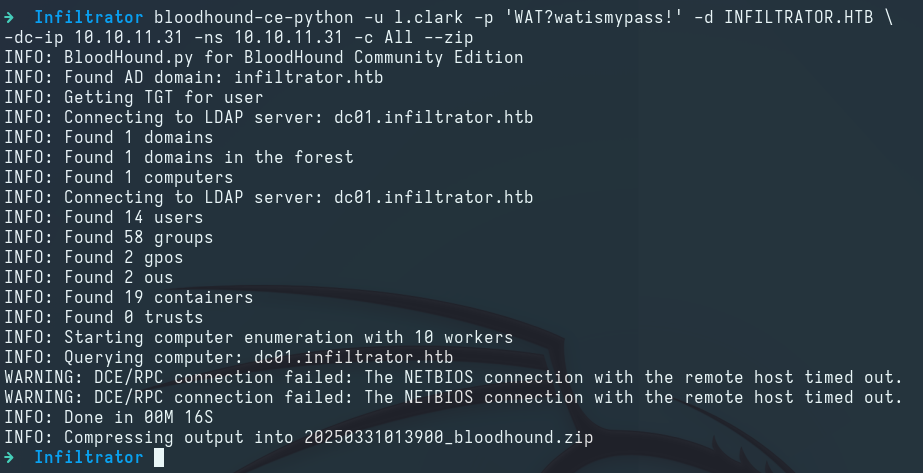 → Infiltrator bloodhound-ce-python -u l.clark -p 'WAT?watismypass!' -d INFILTRATOR.HTB \
-dc-ip 10.10.11.31 -ns 10.10.11.31 -c All --zip
INFO: BloodHound.py for BloodHound Community Edition
INFO: Found AD domain: infiltrator.htb
INFO: Getting TGT for user
INFO: Connecting to LDAP server: dc01.infiltrator.htb
INFO: Found 1 domains
INFO: Found 1 domains in the forest
INFO: Found 1 computers
INFO: Connecting to LDAP server: dc01.infiltrator.htb
INFO: Found 14 users
INFO: Found 58 groups
INFO: Found 2 gpos
INFO: Found 2 ous
INFO: Found 19 containers
INFO: Found 0 trusts
INFO: Starting computer enumeration with 10 workers
INFO: Querying computer: dc01.infiltrator.htb
WARNING: DCE/RPC connection failed: The NETBIOS connection with the remote host timed out.
WARNING: DCE/RPC connection failed: The NETBIOS connection with the remote host timed out.
INFO: Done in 00M 16S
INFO: Compressing output into 20250331013900_bloodhound.zip
→ Infiltrator